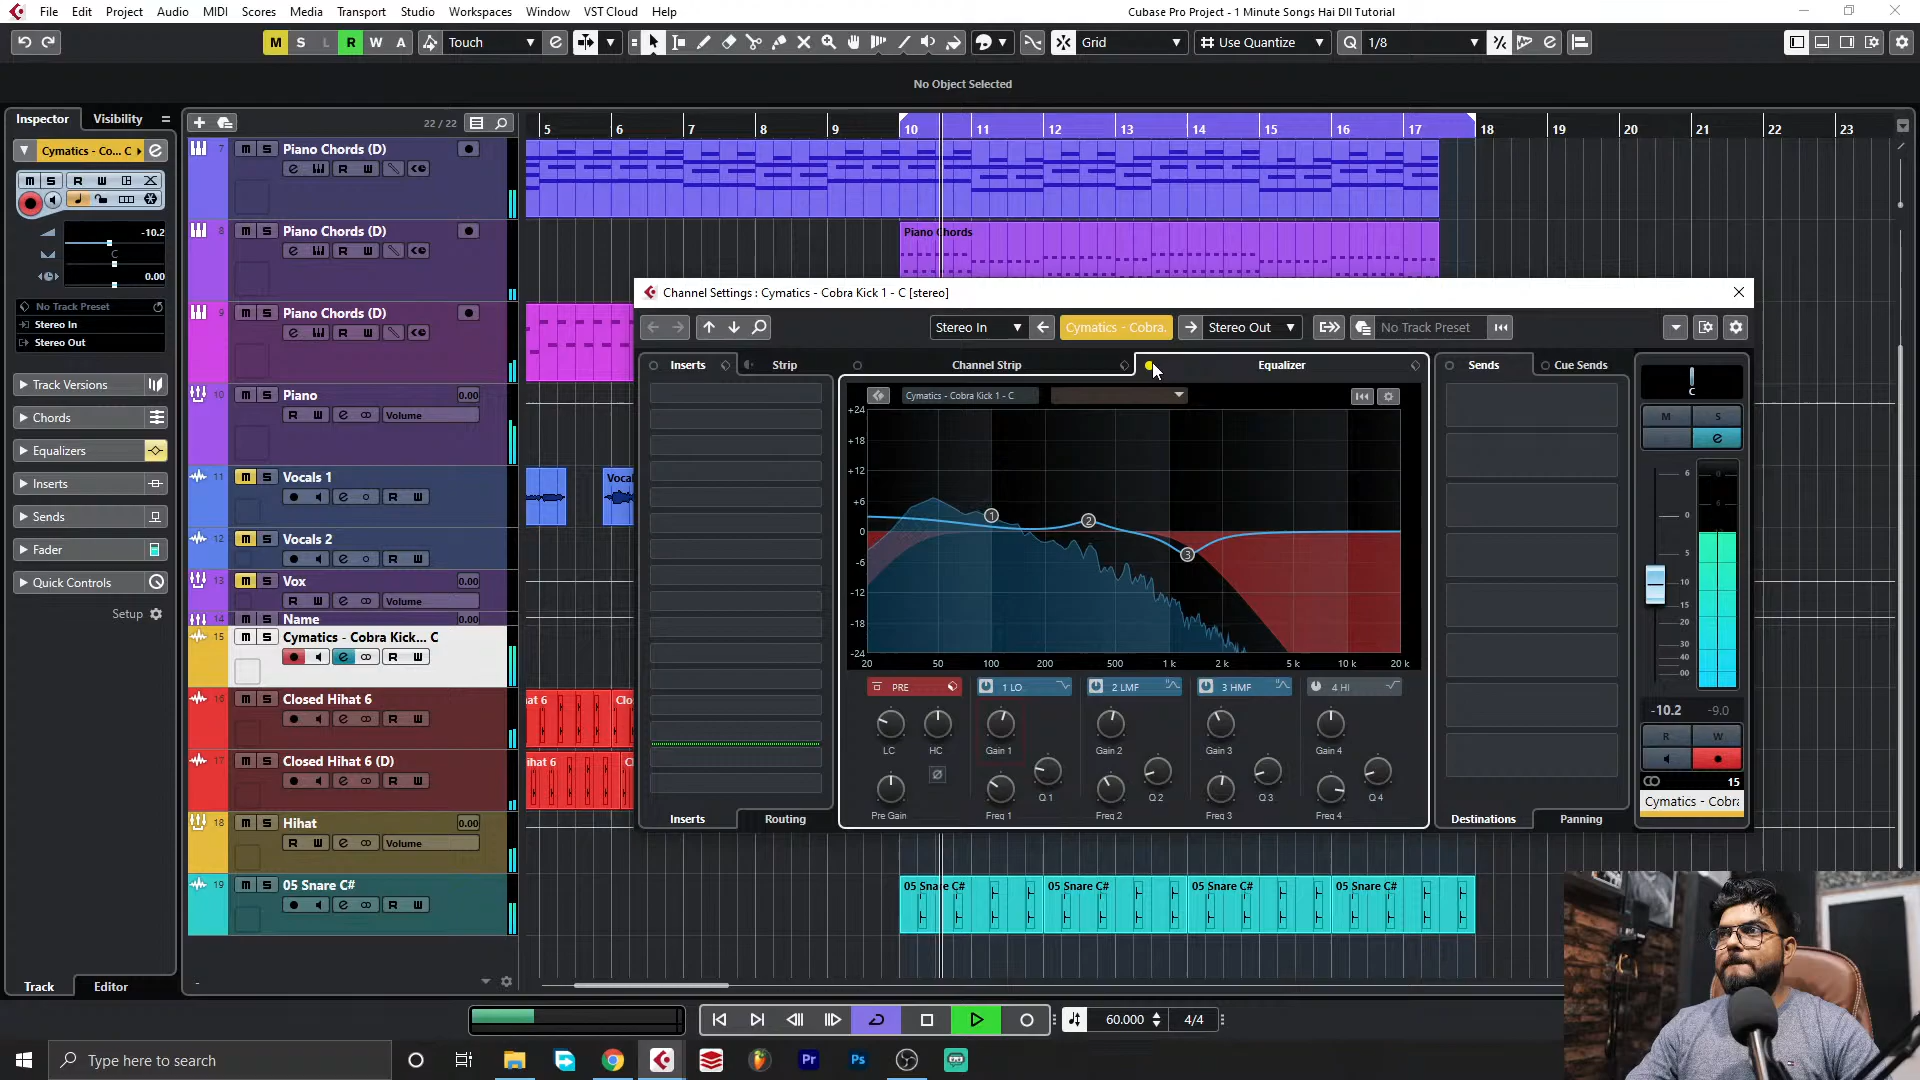 File Edit Project Audio MIDI Scores Media Transport Studio Workspaces Window VST Cloud Help
Cubase Pro Project - 1 Minute Songs Hai DII Tutorial
M S L R W A Touch Grid Use Quantize Q 1/8
No Object Selected
Inspector Visibility
22 / 22
5 6 7 8 9 10 11 12 13 14 15 16 17 18 19 20 21 22 23
Cymatics - Co... C
-10.2
C
0.00
No Track Preset
Stereo In
Stereo Out
Track Versions
Chords
Equalizers
Inserts
Sends
Fader
Quick Controls
Setup
Track Editor
7 Piano Chords (D)
8 Piano Chords (D)
Piano Chords
9 Piano Chords (D)
10 Piano 0.00
R W Volume
11 Vocals 1
Vocal
12 Vocals 2
13 Vox 0.00
R W Volume
14 Name 0.00
15 Cymatics - Cobra Kick... C
16 Closed Hihat 6
at 6 Clo
17 Closed Hihat 6 (D)
ihat 6 C
18 Hihat 0.00
R W Volume
19 05 Snare C#
05 Snare C# 05 Snare C# 05 Snare C# 05 Snare C#
Channel Settings : Cymatics - Cobra Kick 1 - C [stereo]
Stereo In Cymatics - Cobra. Stereo Out No Track Preset
Inserts Strip Channel Strip Equalizer Sends Cue Sends
Cymatics - Cobra Kick 1 - C
+24
+18
+12
+6
0
-6
-12
-18
-24
20 50 100 200 500 1 k 2 k 5 k 10 k 20 k
1 2 3
PRE 1 LO 2 LMF 3 HMF 4 HI
LC HC Gain 1 Gain 2 Gain 3 Gain 4
Q 1 Q 2 Q 3 Q 4
Pre Gain Freq 1 Freq 2 Freq 3 Freq 4
Inserts Routing
Destinations Panning
C
M S
e
6
0
5
10
15
20
30
40
00
-10.2 -9.0
R W
15
Cymatics - Cobra
60.000 4/4
Type here to search
Pr Ps